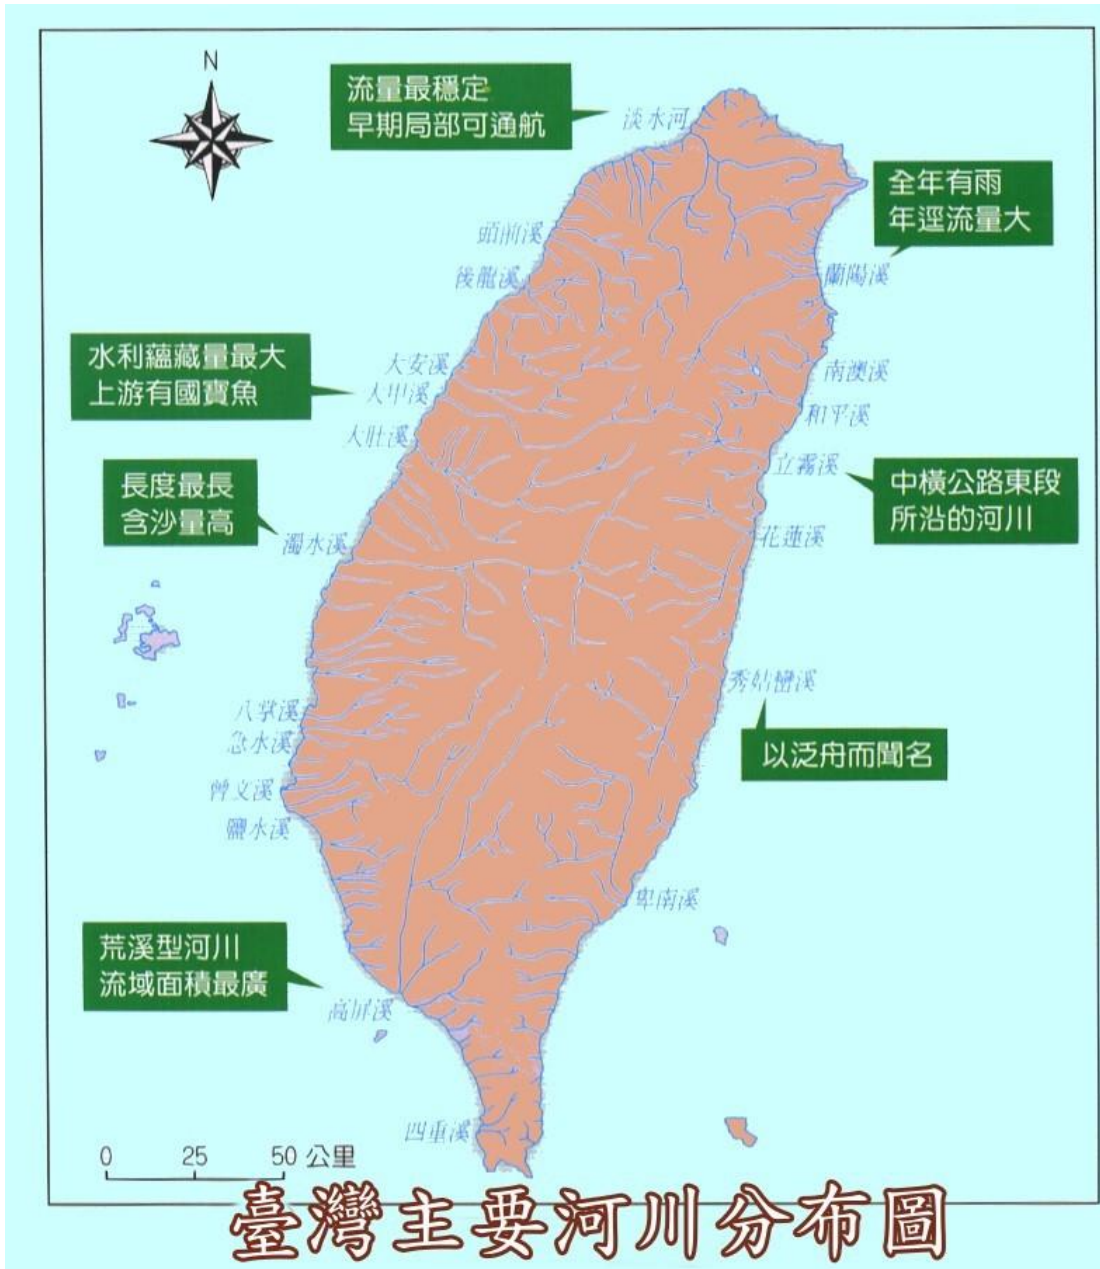 N
流量最穩定
早期局部可通航
淡水河
全年有雨
年逕流量大
頭前溪
後龍溪
蘭陽溪
水利蘊藏量最大
上游有國寶魚
大安溪
大甲溪
南澳溪
和平溪
大肚溪
立霧溪
長度最長
含沙量高
中橫公路東段
所沿的河川
濁水溪
花蓮溪
秀姑巒溪
八掌溪
急水溪
以泛舟而聞名
曾文溪
鹽水溪
卑南溪
荒溪型河川
流域面積最廣
高屏溪
四重溪
0 25 50 公里
臺灣主要河川分布圖